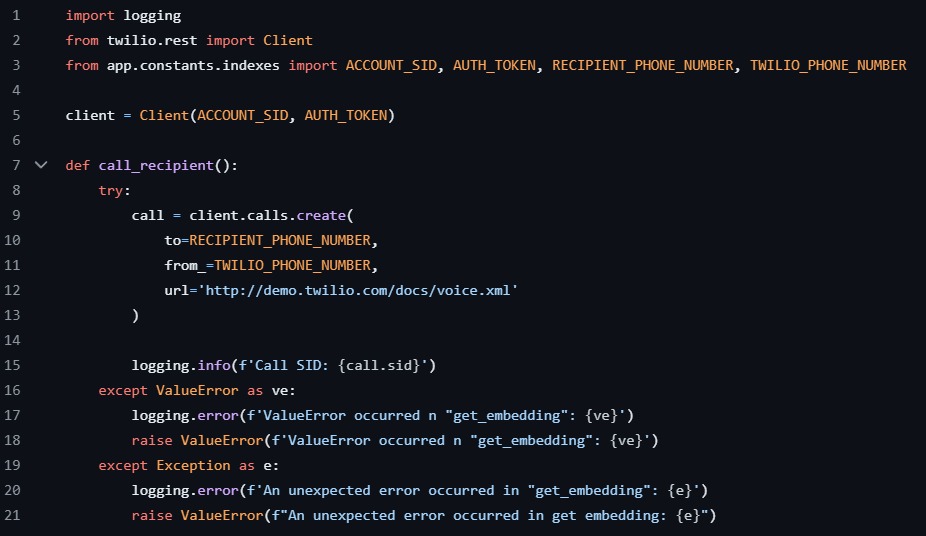 1 import logging
2 from twilio.rest import Client
3 from app.constants.indexes import ACCOUNT_SID, AUTH_TOKEN, RECIPIENT_PHONE_NUMBER, TWILIO_PHONE_NUMBER
4
5 client = Client(ACCOUNT_SID, AUTH_TOKEN)
6
7 def call_recipient():
8     try:
9         call = client.calls.create(
10             to=RECIPIENT_PHONE_NUMBER,
11             from_=TWILIO_PHONE_NUMBER,
12             url='http://demo.twilio.com/docs/voice.xml'
13         )
14
15         logging.info(f'Call SID: {call.sid}')
16     except ValueError as ve:
17         logging.error(f'ValueError occurred n "get_embedding": {ve}')
18         raise ValueError(f'ValueError occurred n "get_embedding": {ve}')
19     except Exception as e:
20         logging.error(f'An unexpected error occurred in "get_embedding": {e}')
21         raise ValueError(f"An unexpected error occurred in get embedding: {e}")